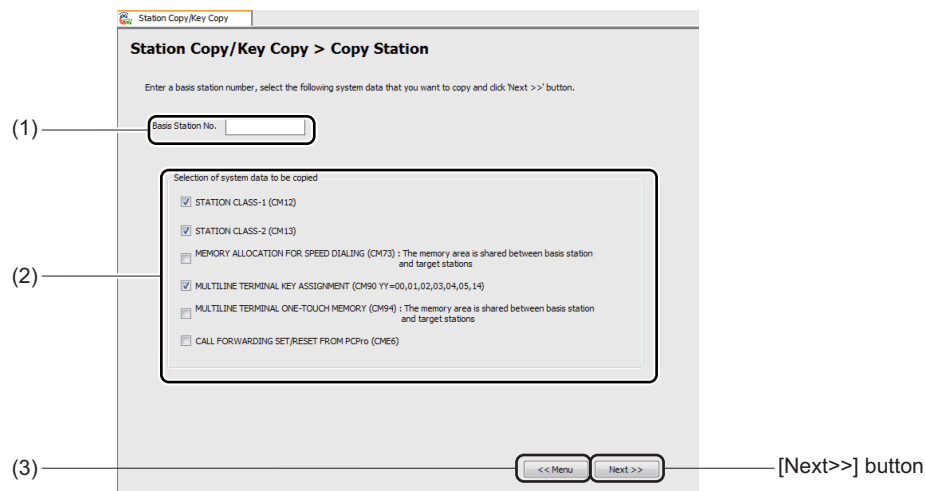 Station Copy/Key Copy
Station Copy/Key Copy > Copy Station
Enter a basis station number, select the following system data that you want to copy and click 'Next >>' button.
(1)
Basis Station No.
Selection of system data to be copied
STATION CLASS-1 (CM12)
STATION CLASS-2 (CM13)
MEMORY ALLOCATION FOR SPEED DIALING (CM73) : The memory area is shared between basis station
and target stations
(2)
MULTILINE TERMINAL KEY ASSIGNMENT (CM90 YY=00,01,02,03,04,05,14)
MULTILINE TERMINAL ONE-TOUCH MEMORY (CM94) : The memory area is shared between basis station
and target stations
CALL FORWARDING SET/RESET FROM PCPro (CME6)
(3)
<< Menu
Next >>
[Next>>] button